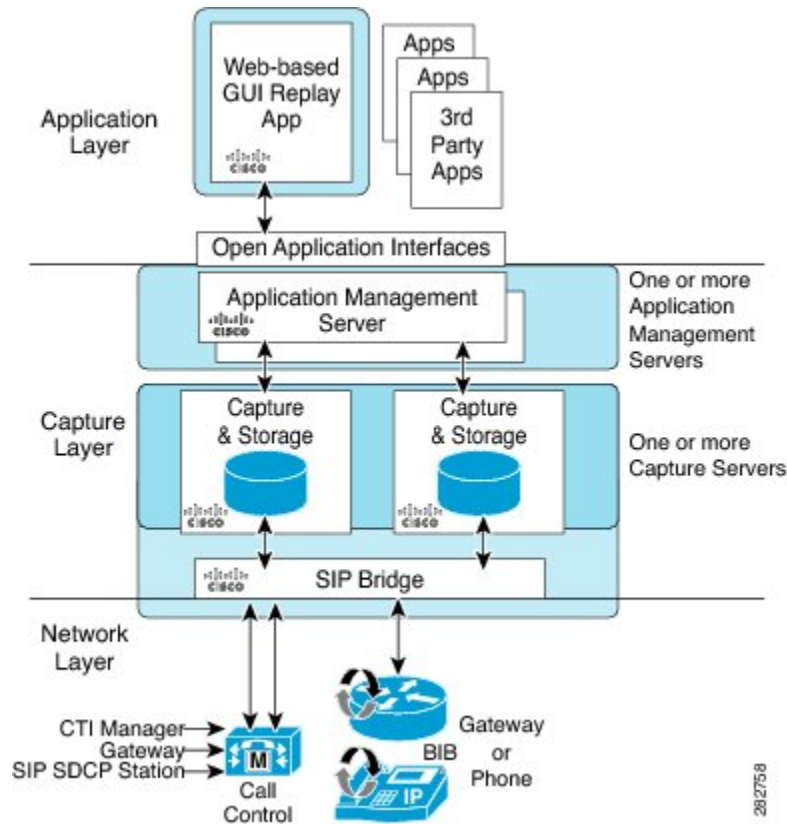 Application
Layer
Web-based
GUI Replay
App
CISCO
Apps
Apps
3rd
Party
Apps
Open Application Interfaces
Application Management
Server
CISCO
One or more
Application
Management
Servers
Capture
Layer
Capture
& Storage
CISCO
Capture
& Storage
CISCO
One or more
Capture Servers
CISCO
SIP Bridge
Network
Layer
CTI Manager
Gateway
SIP SDCP Station
M
Call
Control
BIB
IP
Gateway
or
Phone
282758